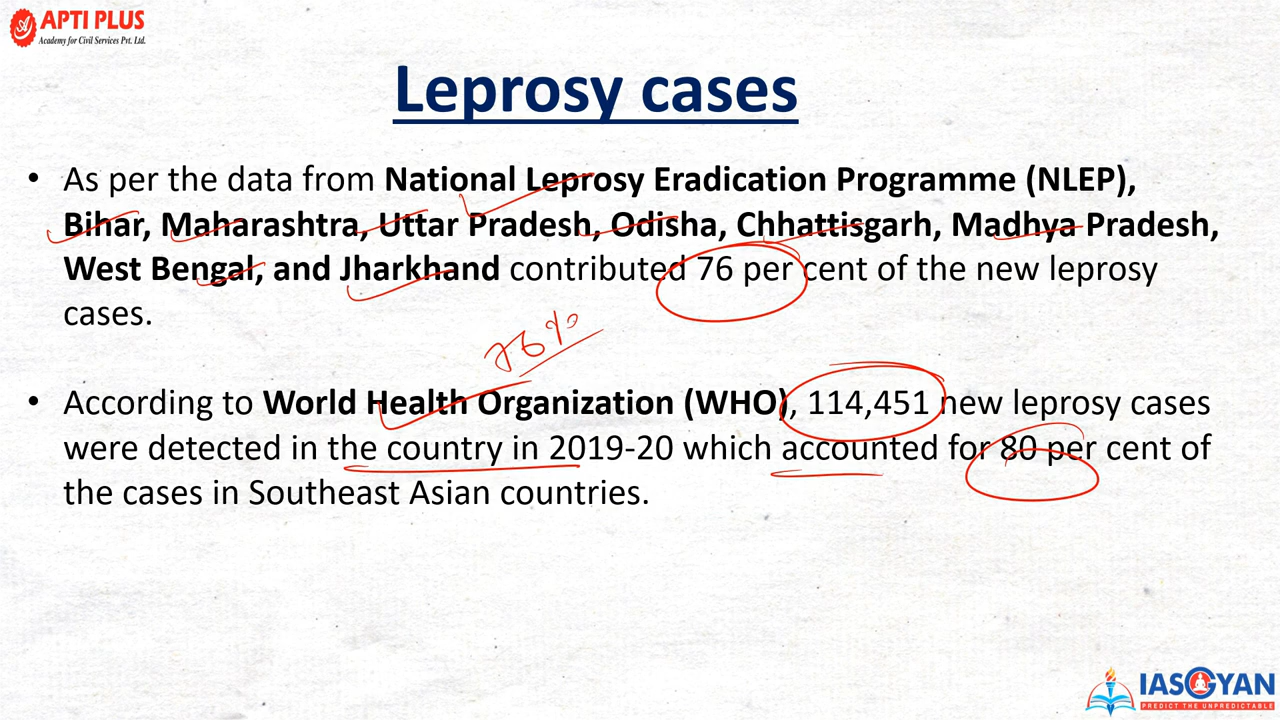 APTI PLUS
Academy for Civil Services Pvt. Ltd.
Leprosy cases
• As per the data from National Leprosy Eradication Programme (NLEP),
Bihar, Maharashtra, Uttar Pradesh, Odisha, Chhattisgarh, Madhya Pradesh,
West Bengal, and Jharkhand contributed 76 per cent of the new leprosy
cases.
76%
• According to World Health Organization (WHO), 114,451 new leprosy cases
were detected in the country in 2019-20 which accounted for 80 per cent of
the cases in Southeast Asian countries.
IASGYAN
PREDICT THE UNPREDICTABLE